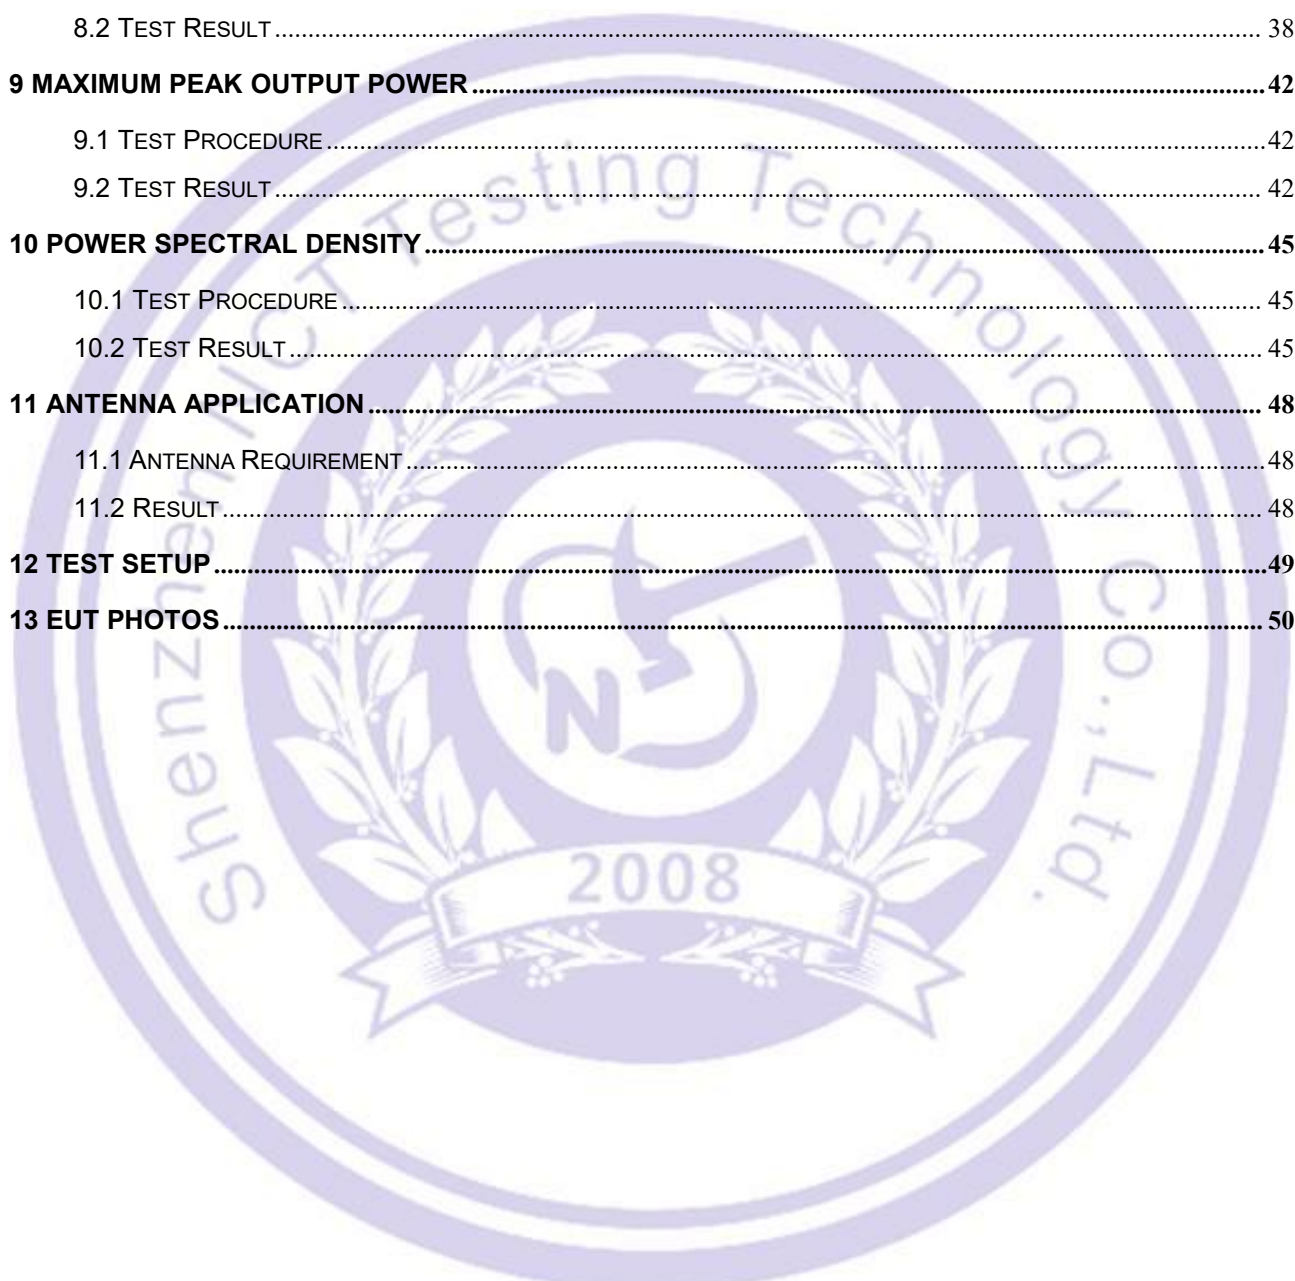 8.2 TEST RESULT........ 38
9 MAXIMUM PEAK OUTPUT POWER........42
9.1 TEST PROCEDURE........42
9.2 TEST RESULT........ 42
10 POWER SPECTRAL DENSITY........45
10.1 TEST PROCEDURE........ 45
10.2 TEST RESULT........ 45
11 ANTENNA APPLICATION........ 48
11.1 ANTENNA REQUIREMENT........48
11.2 RESULT........ 48
12 TEST SETUP........49
13 EUT PHOTOS........ 50
Shenzhen IICT Testing Technology Co.,Ltd.
N
2008